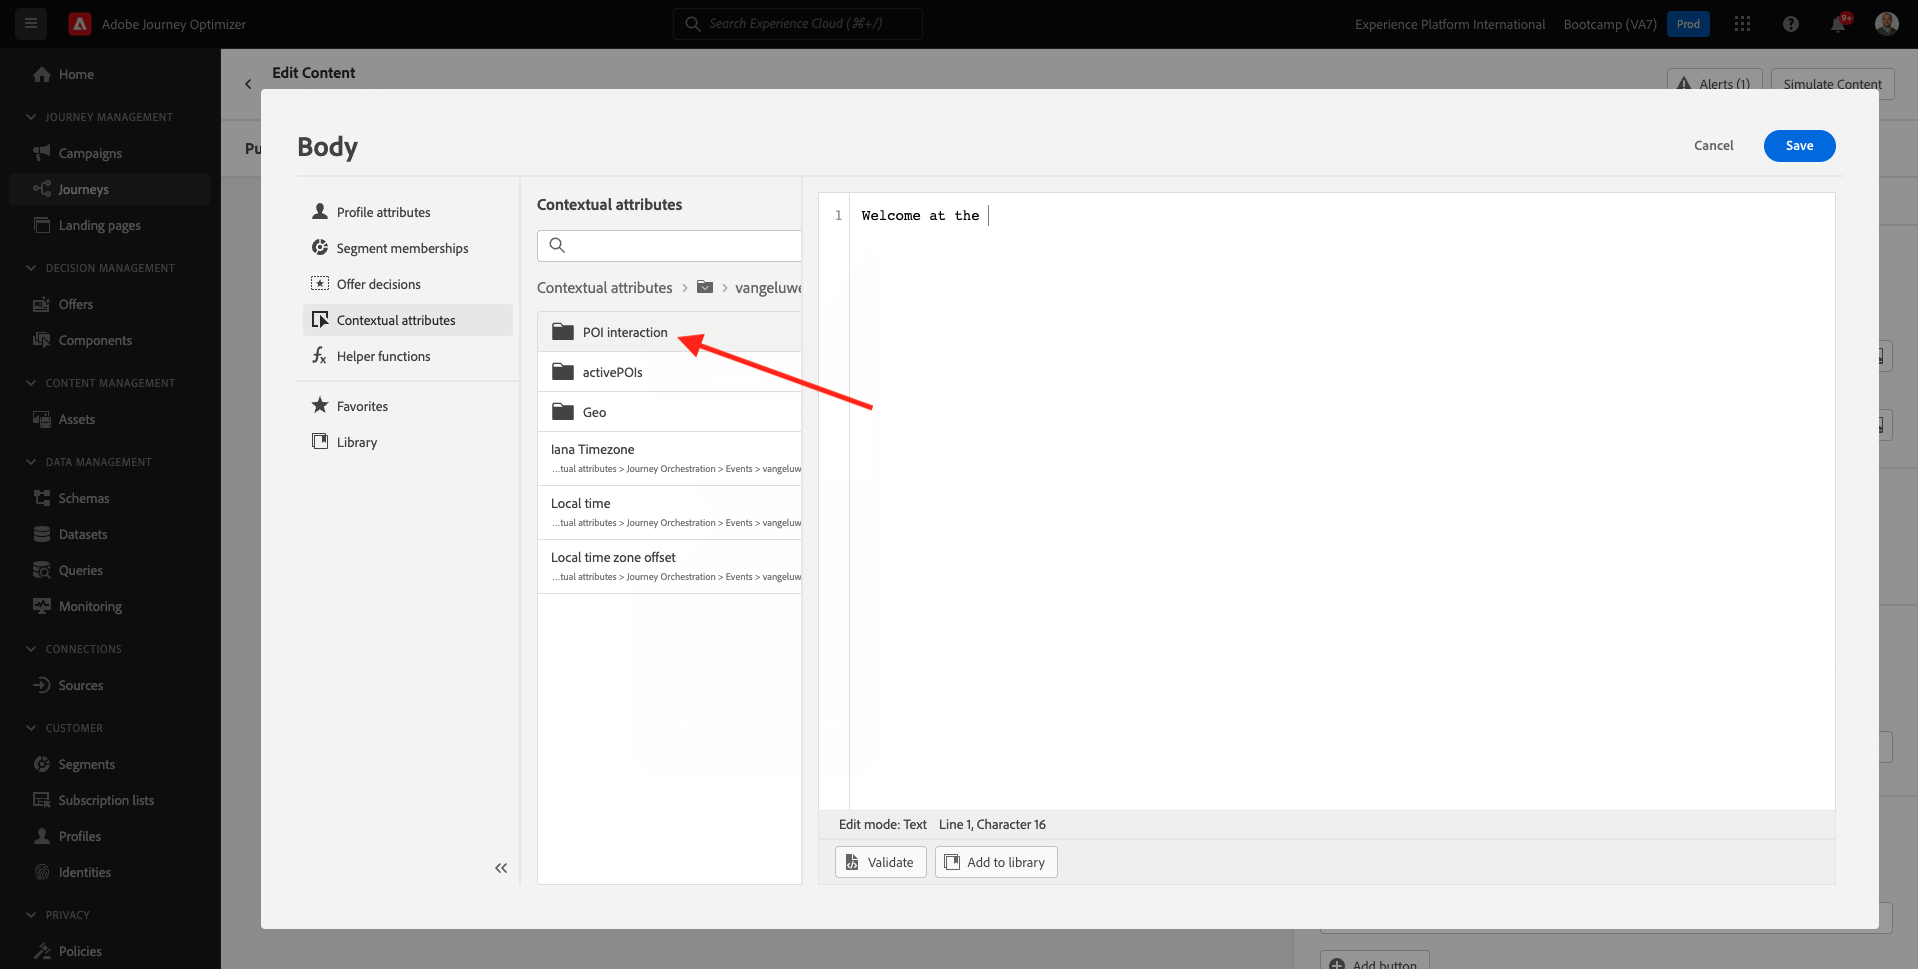 Adobe Journey Optimizer
Search Experience Cloud (⌘+/)
Experience Platform International
Bootcamp (VA7)
Prod
9+
Home
JOURNEY MANAGEMENT
Campaigns
Journeys
Landing pages
DECISION MANAGEMENT
Offers
Components
CONTENT MANAGEMENT
Assets
DATA MANAGEMENT
Schemas
Datasets
Queries
Monitoring
CONNECTIONS
Sources
CUSTOMER
Segments
Subscription lists
Profiles
Identities
PRIVACY
Policies
Edit Content
Alerts (1)
Simulate Content
Pu
Body
Cancel
Save
Profile attributes
Segment memberships
Offer decisions
Contextual attributes
Helper functions
Favorites
Library
Contextual attributes
Contextual attributes > > vangeluwe
POI interaction
activePOIs
Geo
Iana Timezone
...tual attributes > Journey Orchestration > Events > vangeluw
Local time
...tual attributes > Journey Orchestration > Events > vangeluw
Local time zone offset
...tual attributes > Journey Orchestration > Events > vangeluw
1 Welcome at the
Edit mode: Text Line 1, Character 16
Validate
Add to library
Add button